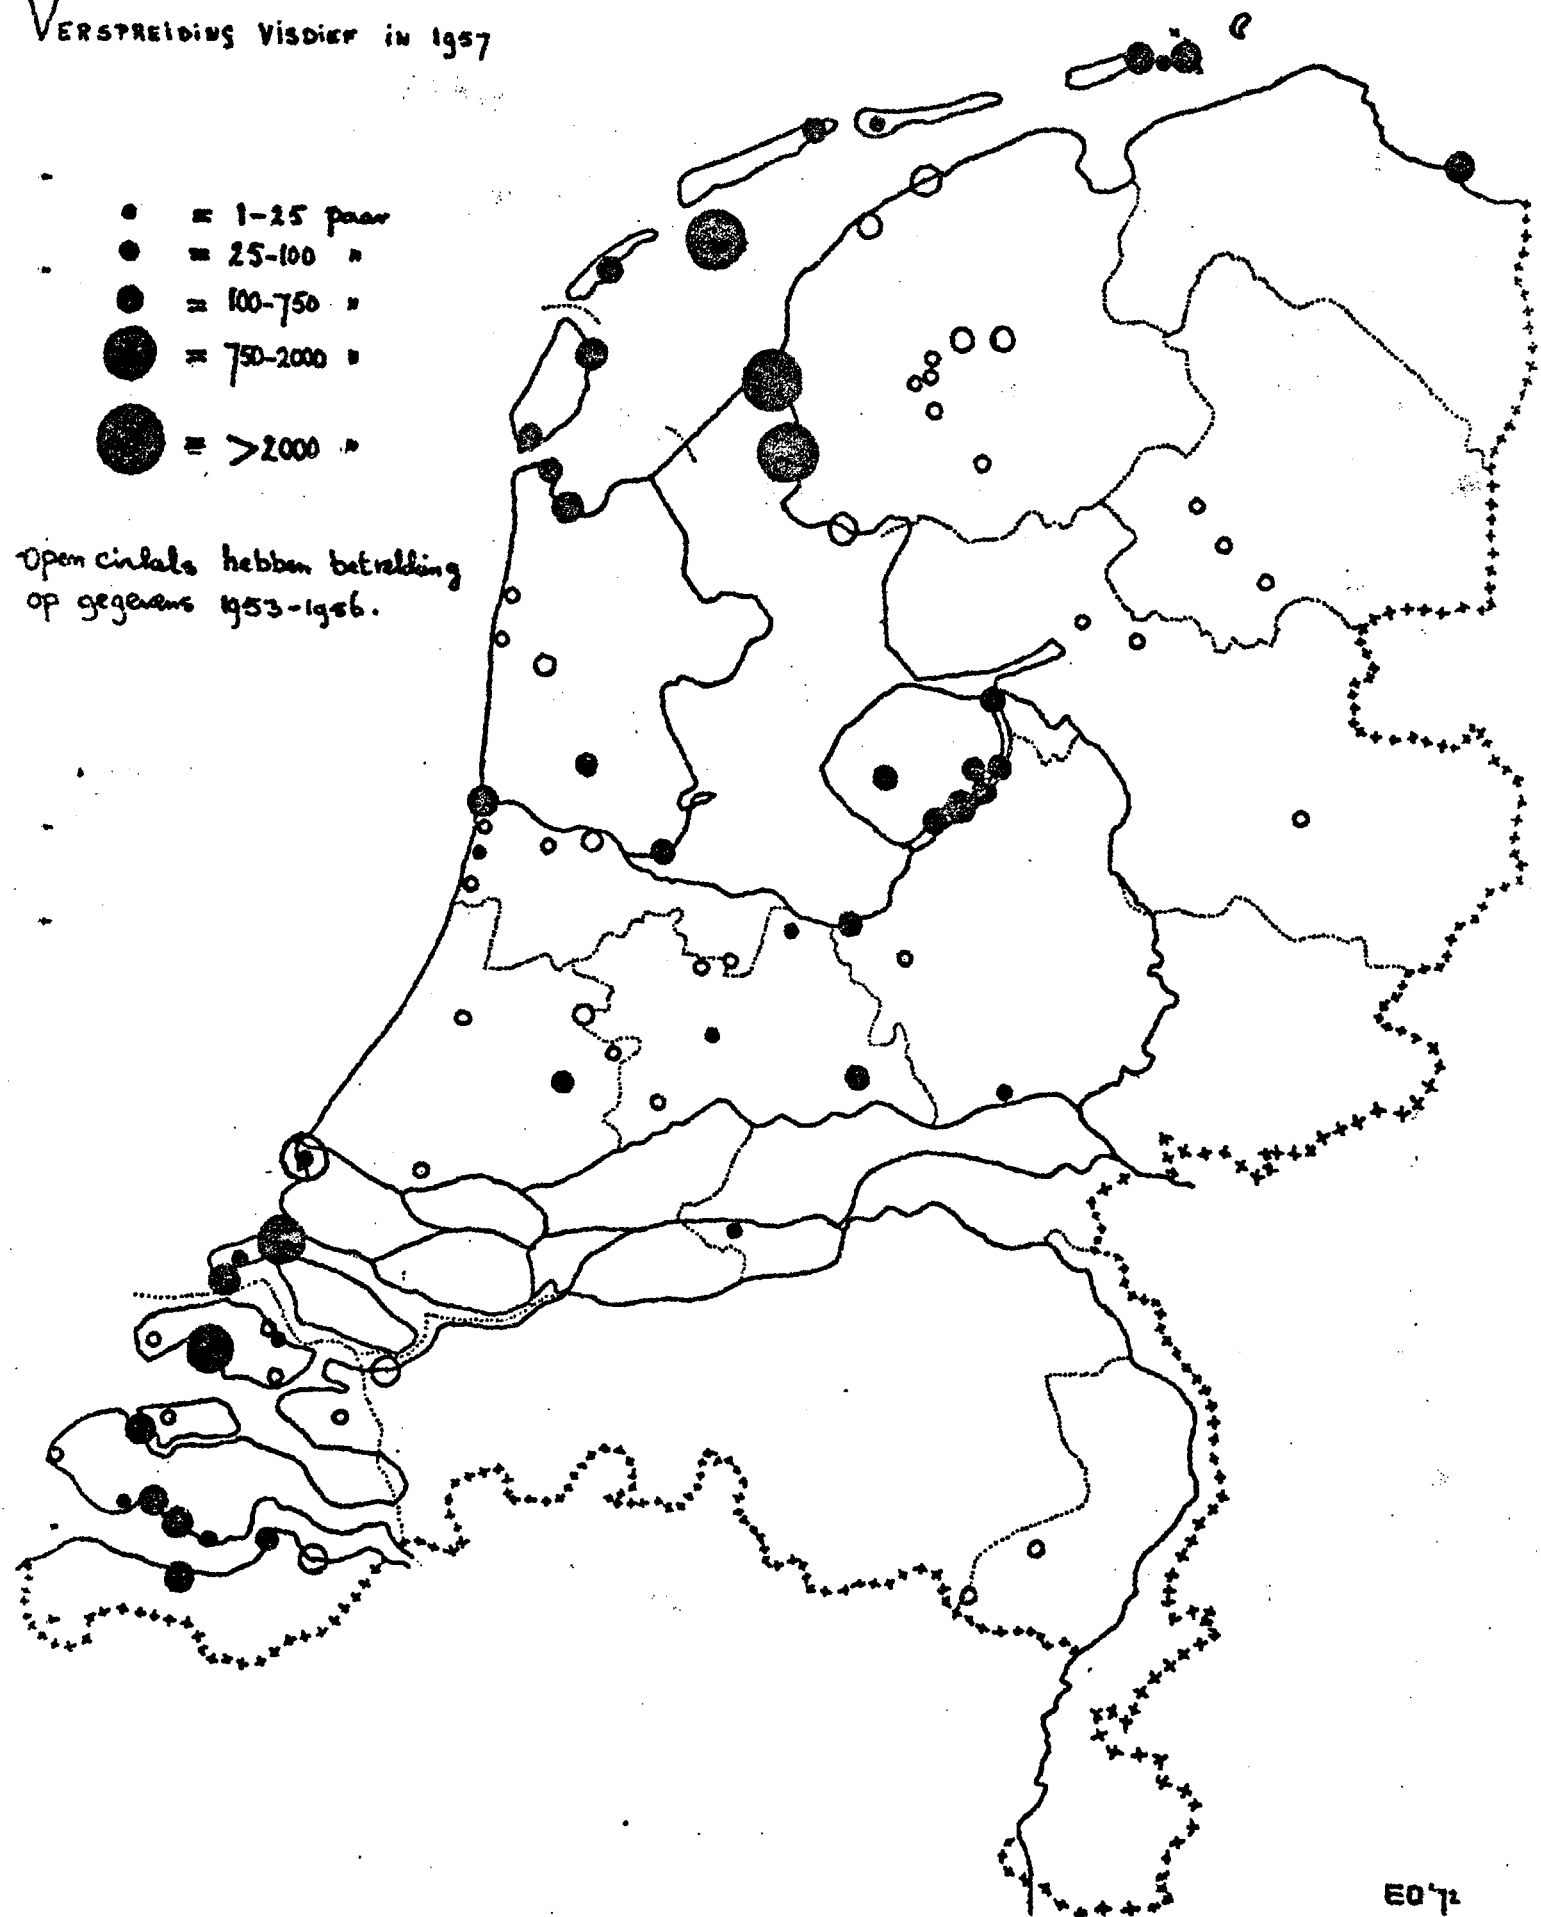 VERSPREIDING VISDIEF in 1957
= 1-25 paar
= 25-100 "
= 100-750 "
= 750-2000 "
= >2000 "
Open cirkels hebben betrekking
op gegevens 1953-1956.
EO'72